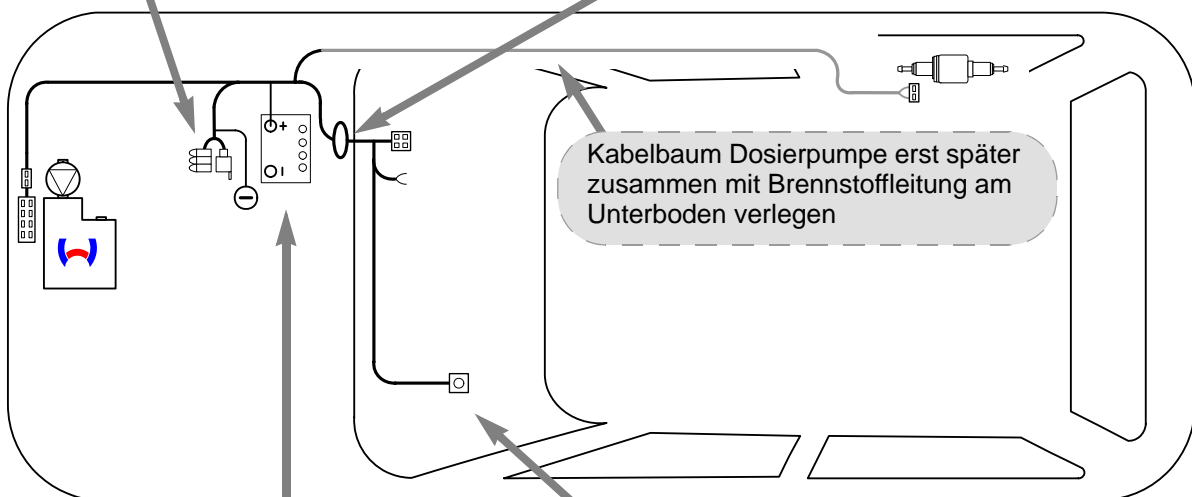 Kabelbaum Dosierpumpe erst später
zusammen mit Brennstoffleitung am
Unterboden verlegen